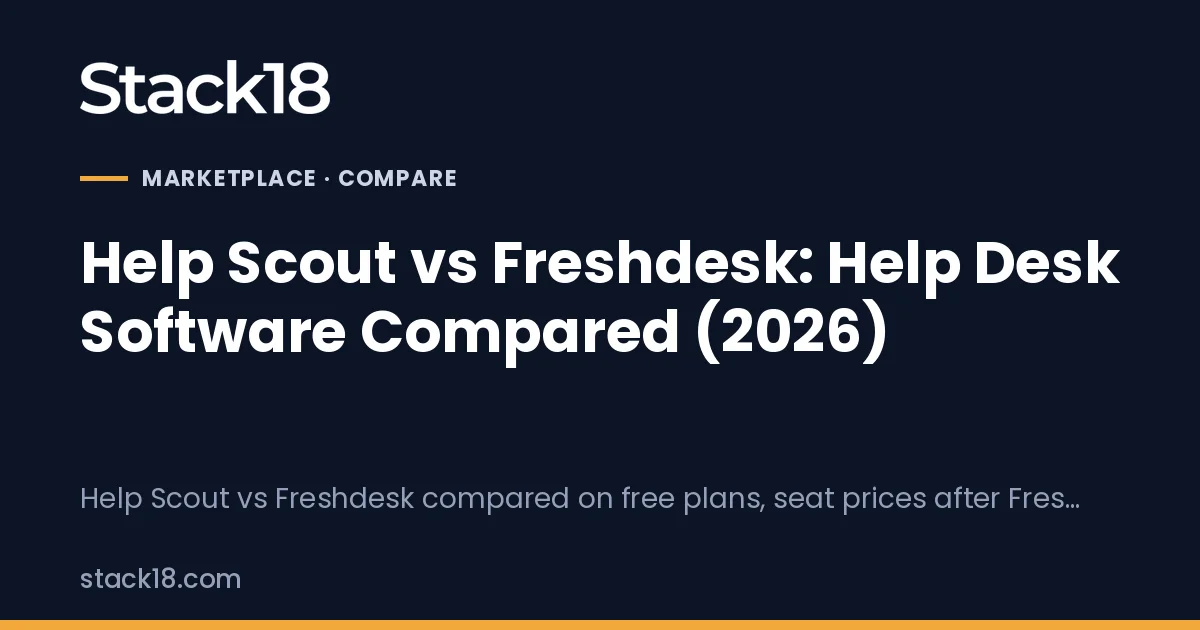 Stack18
MARKETPLACE · COMPARE
Help Scout vs Freshdesk: Help Desk
Software Compared (2026)
Help Scout vs Freshdesk compared on free plans, seat prices after Fres...
stack18.com